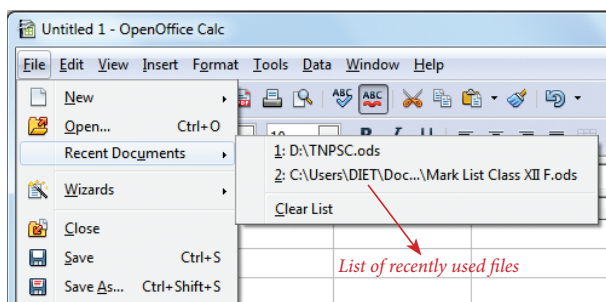 Untitled 1 - OpenOffice Calc
File Edit View Insert Format Tools Data Window Help
New
Open... Ctrl+O
Recent Documents
1: D:\TNPSC.ods
2: C:\Users\DIET\Doc...\Mark List Class XII F.ods
Clear List
Wizards
Close
Save Ctrl+S
Save As... Ctrl+Shift+S
List of recently used files
ABC ABC
10
B I U